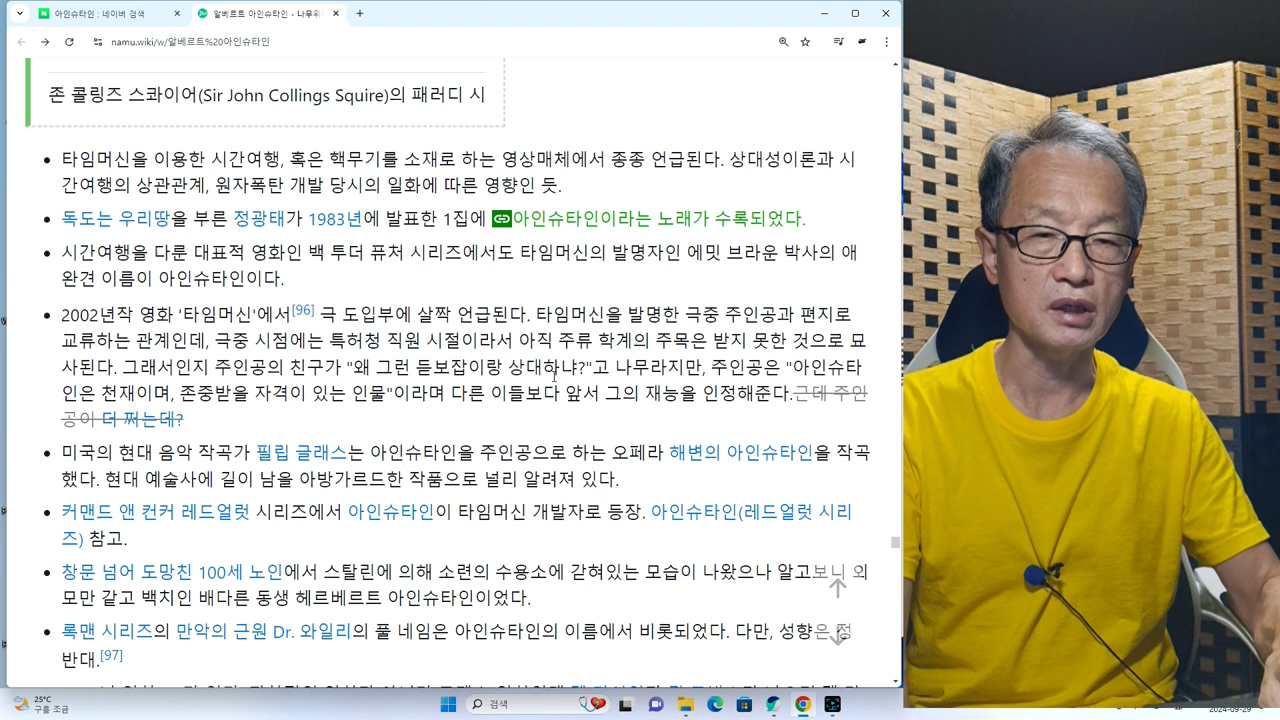 아인슈타인 : 네이버 검색
알베르트 아인슈타인 - 나무위
namu.wiki/w/알베르트%20아인슈타인
존 콜링즈 스콰이어(Sir John Collings Squire)의 패러디 시
타임머신을 이용한 시간여행, 혹은 핵무기를 소재로 하는 영상매체에서 종종 언급된다. 상대성이론과 시
간여행의 상관관계, 원자폭탄 개발 당시의 일화에 따른 영향인 듯.
독도는 우리땅을 부른 정광태가 1983년에 발표한 1집에 아인슈타인이라는 노래가 수록되었다.
시간여행을 다룬 대표적 영화인 백 투더 퓨저 시리즈에서도 타임머신의 발명자인 에밋 브라운 박사의 애
완견 이름이 아인슈타인이다.
2002년작 영화 '타임머신'에서[96] 극 도입부에 살짝 언급된다. 타임머신을 발명한 극중 주인공과 편지로
교류하는 관계인데, 극중 시점에는 특허청 직원 시절이라서 아직 주류 학계의 주목은 받지 못한 것으로 묘
사된다. 그래서인지 주인공의 친구가 "왜 그런 듣보잡이랑 상대하냐?"고 나무라지만, 주인공은 "아인슈타
인은 천재이며, 존중받을 자격이 있는 인물"이라며 다른 이들보다 앞서 그의 재능을 인정해준다.근데 주인
공이 더 쩌는데?
미국의 현대 음악 작곡가 필립 글래스는 아인슈타인을 주인공으로 하는 오페라 해변의 아인슈타인을 작곡
했다. 현대 예술사에 길이 남을 아방가르드한 작품으로 널리 알려져 있다.
커맨드 앤 컨커 레드얼럿 시리즈에서 아인슈타인이 타임머신 개발자로 등장. 아인슈타인(레드얼럿 시리
즈) 참고.
창문 넘어 도망친 100세 노인에서 스탈린에 의해 소련의 수용소에 갇혀있는 모습이 나왔으나 알고보니 외
모만 같고 백치인 배다른 동생 헤르베르트 아인슈타인이었다.
록맨 시리즈의 만악의 근원 Dr. 와일리의 풀 네임은 아인슈타인의 이름에서 비롯되었다. 다만, 성향은 정
반대.[97]
25°C
구름 조금
검색
2024-09-29